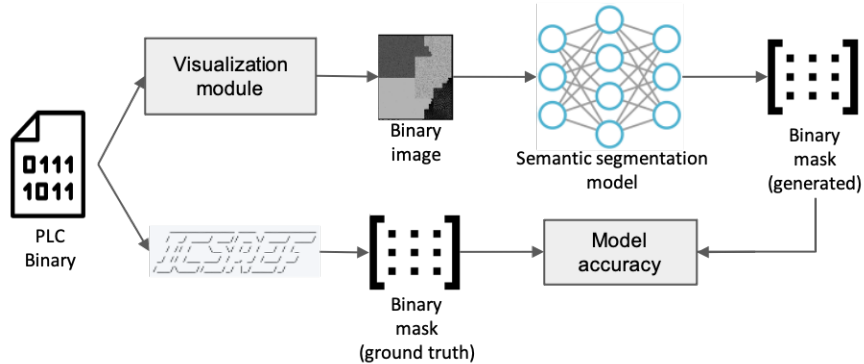 Visualization
module
Binary
image
Semantic segmentation
model
Binary
mask
(generated)
0111
1011
PLC
Binary
ICSREF
Binary
mask
(ground truth)
Model
accuracy